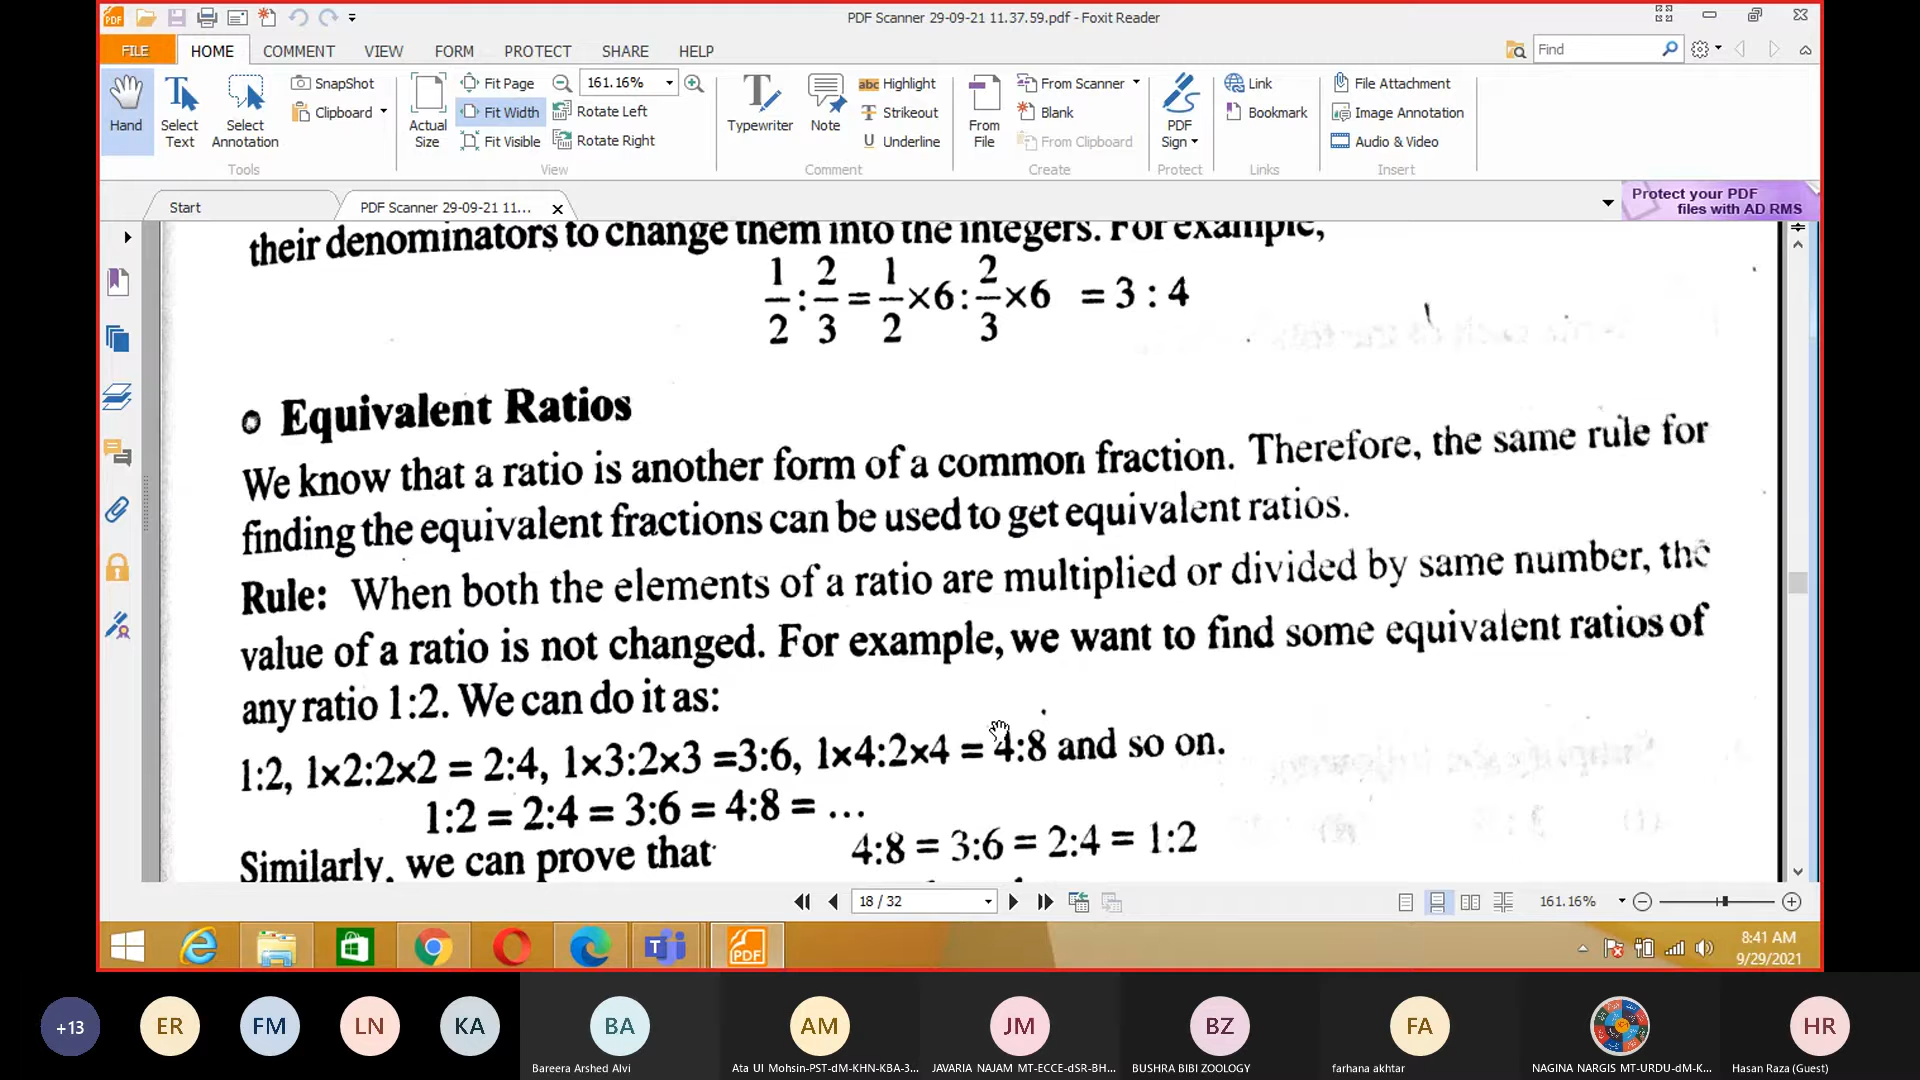 PDF Scanner 29-09-21 11.37.59.pdf - Foxit Reader
FILE HOME COMMENT VIEW FORM PROTECT SHARE HELP Find
Hand
Select Text
Select Annotation
SnapShot
Clipboard
Tools
Actual Size
Fit Page
Fit Width
Fit Visible
161.16%
Rotate Left
Rotate Right
View
Typewriter
Note
abc Highlight
T Strikeout
U Underline
Comment
From File
From Scanner
Blank
From Clipboard
Create
PDF Sign
Protect
Link
Bookmark
Links
File Attachment
Image Annotation
Audio & Video
Insert
Start
PDF Scanner 29-09-21 11...
Protect your PDF
files with AD RMS
their denominators to change them into the integers. For example,
1/2 : 2/3 = 1/2 ×6 : 2/3 ×6 = 3 : 4
Equivalent Ratios
We know that a ratio is another form of a common fraction. Therefore, the same rule for
finding the equivalent fractions can be used to get equivalent ratios.
Rule: When both the elements of a ratio are multiplied or divided by same number, the
value of a ratio is not changed. For example, we want to find some equivalent ratios of
any ratio 1:2. We can do it as:
1:2, 1×2:2×2 = 2:4, 1×3:2×3 =3:6, 1×4:2×4 = 4:8 and so on.
1:2 = 2:4 = 3:6 = 4:8 = ...
Similarly, we can prove that 4:8 = 3:6 = 2:4 = 1:2
18 / 32
161.16%
PDF
8:41 AM
9/29/2021
+13 ER FM LN KA BA AM JM BZ FA HR
Bareera Arshed Alvi
Ata Ul Mohsin-PST-dM-KHN-KBA-3...
JAVARIA NAJAM MT-ECCE-dSR-BH...
BUSHRA BIBI ZOOLOGY
farhana akhtar
NAGINA NARGIS MT-URDU-dM-K...
Hasan Raza (Guest)